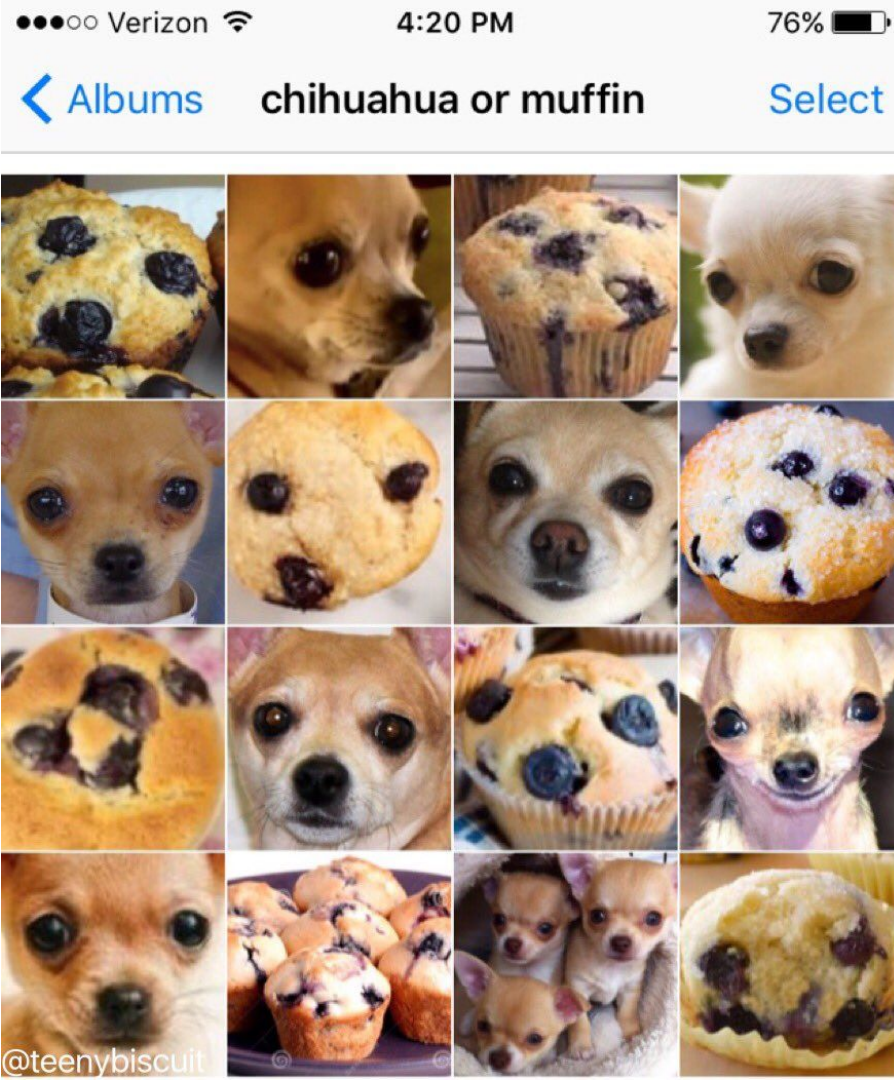 ●●●○○ Verizon 4:20 PM 76%
Albums chihuahua or muffin Select
@teenybiscuit